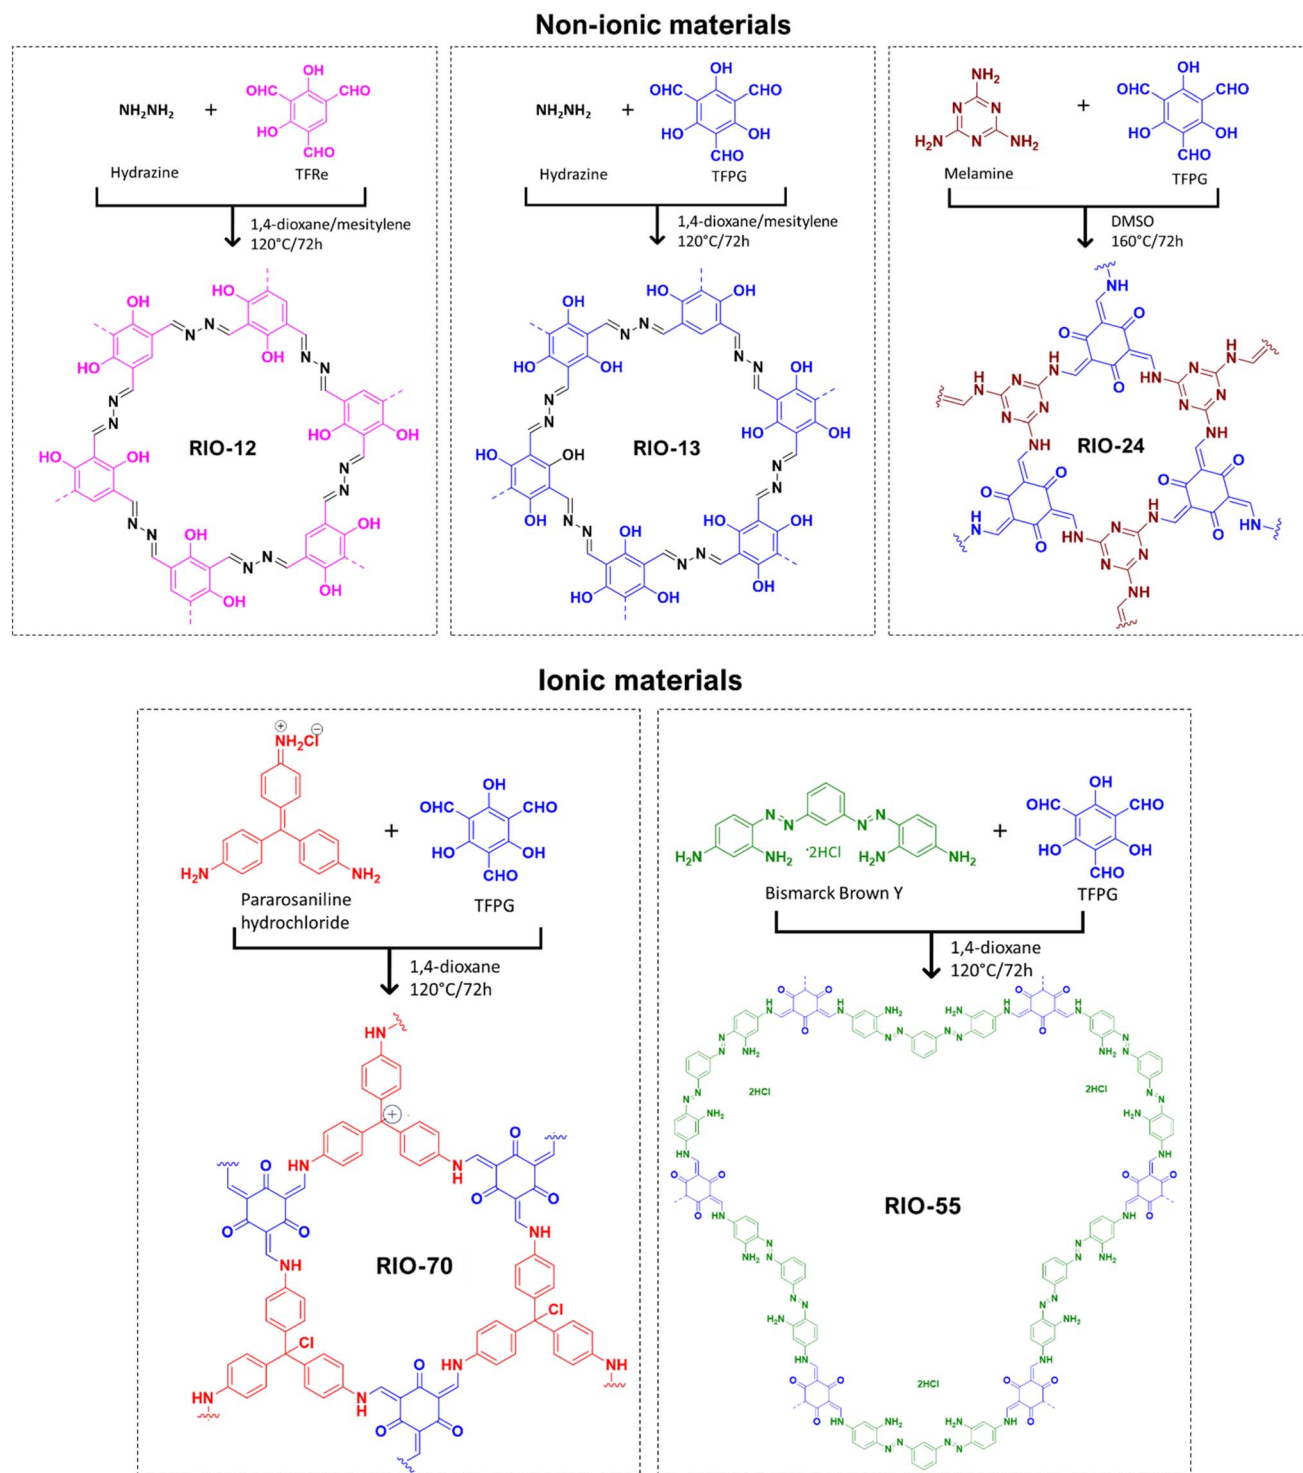 Non-ionic materials
NH₂NH₂ + OHC OH CHO HO OH CHO
Hydrazine TFRe
1,4-dioxane/mesitylene
120°C/72h
RIO-12
NH₂NH₂ + OHC OH CHO HO OH CHO
Hydrazine TFPG
1,4-dioxane/mesitylene
120°C/72h
RIO-13
NH₂ N N N H₂N NH₂ + OHC OH CHO HO OH CHO
Melamine TFPG
DMSO
160°C/72h
RIO-24
Ionic materials
NH₂Cl + − H₂N NH₂ + OHC OH CHO HO OH CHO
Pararosaniline
hydrochloride
TFPG
1,4-dioxane
120°C/72h
RIO-70
Cl
Cl
N=N N=N H₂N NH₂ ·2HCl H₂N NH₂ + OHC OH CHO HO OH CHO
Bismarck Brown Y TFPG
1,4-dioxane
120°C/72h
2HCl
2HCl
RIO-55
2HCl